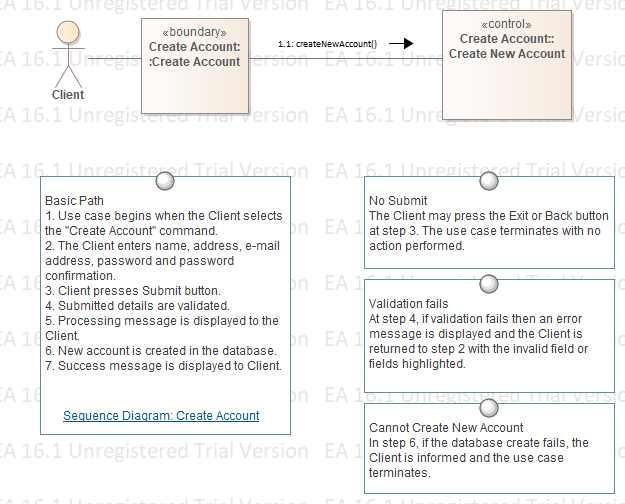 EA 16.1 Unregistered Trial Version EA 16.1 Unregistered Trial Version
«boundary»
Create Account:
:Create Account
1.1: createNewAccount()
«control»
Create Account::
Create New Account
Client
Basic Path
1. Use case begins when the Client selects
the "Create Account" command.
2. The Client enters name, address, e-mail
address, password and password
confirmation.
3. Client presses Submit button.
4. Submitted details are validated.
5. Processing message is displayed to the
Client.
6. New account is created in the database.
7. Success message is displayed to Client.
Sequence Diagram: Create Account
No Submit
The Client may press the Exit or Back button
at step 3. The use case terminates with no
action performed.
Validation fails
At step 4, if validation fails then an error
message is displayed and the Client is
returned to step 2 with the invalid field or
fields highlighted.
Cannot Create New Account
In step 6, if the database create fails, the
Client is informed and the use case
terminates.